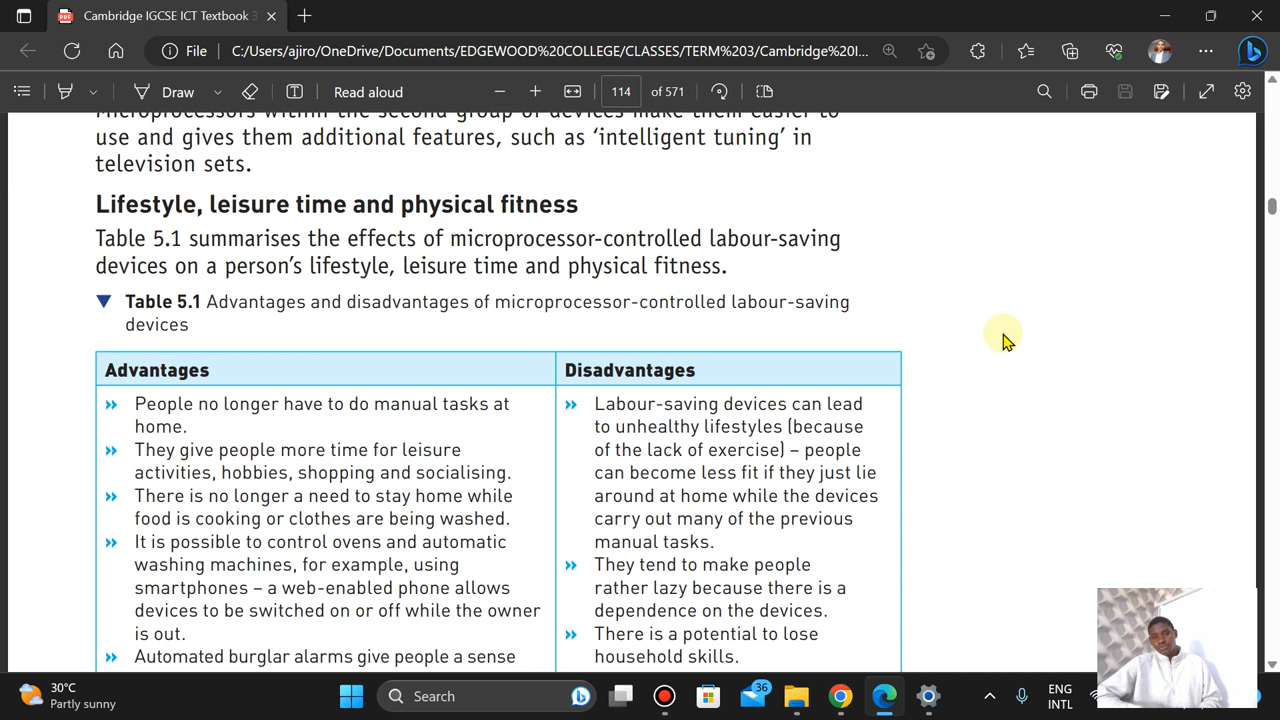 Cambridge IGCSE ICT Textbook 3
File
C:/Users/ajiro/OneDrive/Documents/EDGEWOOD%20COLLEGE/CLASSES/TERM%203/Cambridge%20I...
Draw
Read aloud
114
of 571
use and gives them additional features, such as ‘intelligent tuning’ in
television sets.
Lifestyle, leisure time and physical fitness
Table 5.1 summarises the effects of microprocessor-controlled labour-saving
devices on a person’s lifestyle, leisure time and physical fitness.
▼ Table 5.1 Advantages and disadvantages of microprocessor-controlled labour-saving
devices
Advantages
» People no longer have to do manual tasks at
home.
» They give people more time for leisure
activities, hobbies, shopping and socialising.
» There is no longer a need to stay home while
food is cooking or clothes are being washed.
» It is possible to control ovens and automatic
washing machines, for example, using
smartphones – a web-enabled phone allows
devices to be switched on or off while the owner
is out.
» Automated burglar alarms give people a sense
Disadvantages
» Labour-saving devices can lead
to unhealthy lifestyles (because
of the lack of exercise) – people
can become less fit if they just lie
around at home while the devices
carry out many of the previous
manual tasks.
» They tend to make people
rather lazy because there is a
dependence on the devices.
» There is a potential to lose
household skills.
30°C
Partly sunny
Search
36
ENG
INTL